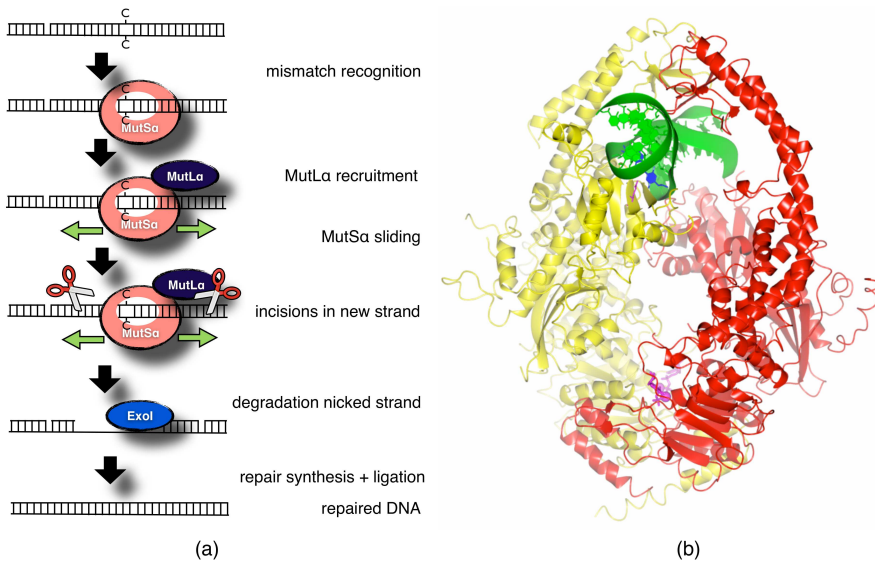 C
C
mismatch recognition
C
C
MutSα
MutLα recruitment
MutLα
C
C
MutSα
MutSα sliding
MutLα
C
C
MutSα
incisions in new strand
degradation nicked strand
ExoI
repair synthesis + ligation
repaired DNA
(a)
(b)